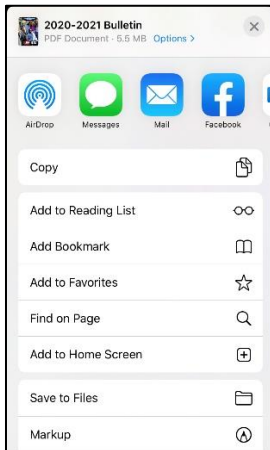 2020-2021 Bulletin
PDF Document · 5.5 MB Options >
AirDrop Messages Mail Facebook
Copy
Add to Reading List
Add Bookmark
Add to Favorites
Find on Page
Add to Home Screen
Save to Files
Markup